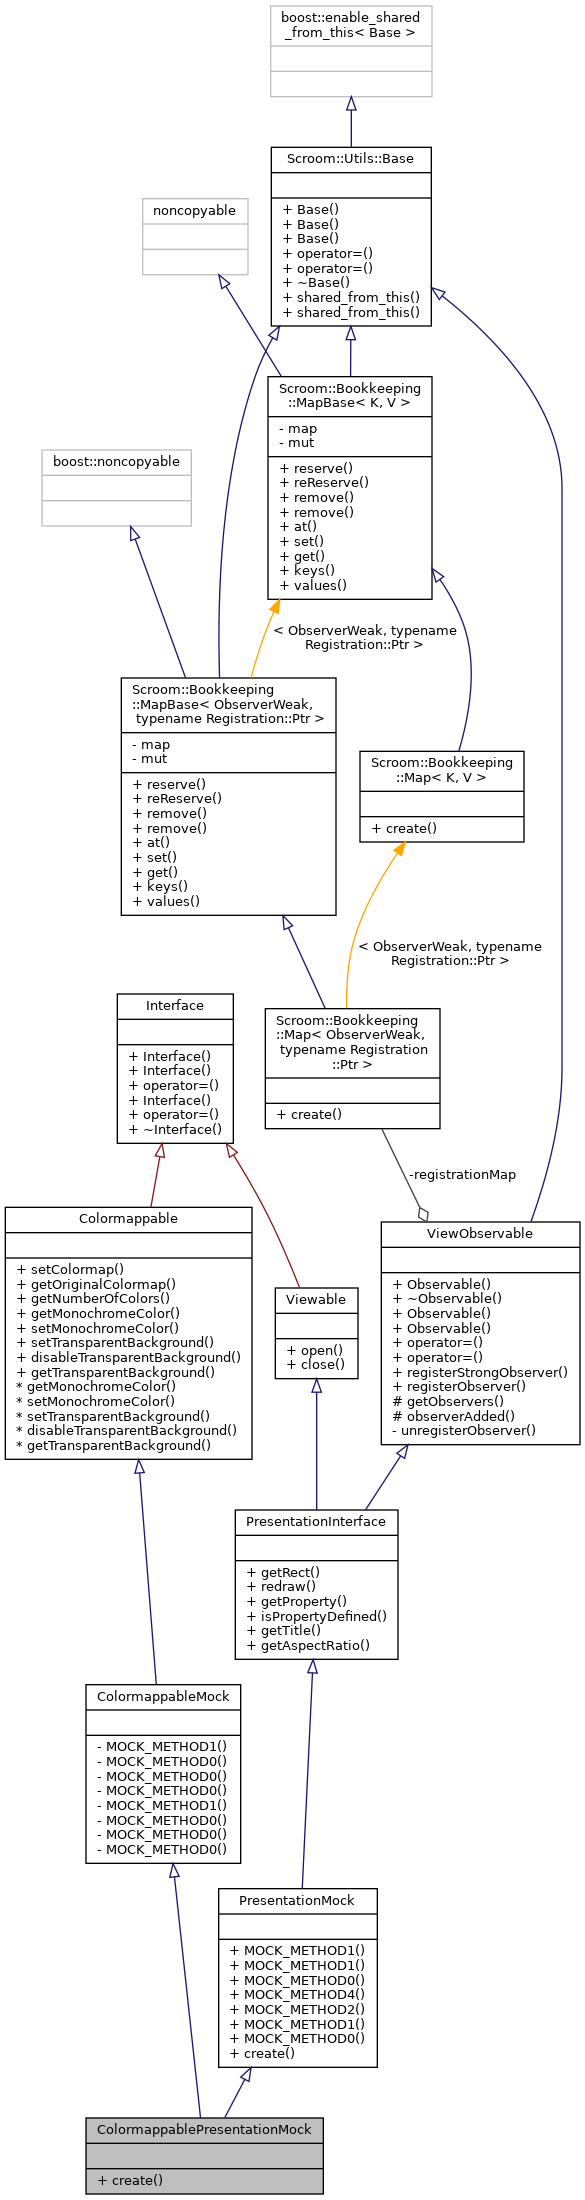 boost::enable_shared
_from_this< Base >
Scroom::Utils::Base
+ Base()
+ Base()
+ Base()
+ operator=()
+ operator=()
+ ~Base()
+ shared_from_this()
+ shared_from_this()
noncopyable
Scroom::Bookkeeping
::MapBase< K, V >
- map
- mut
+ reserve()
+ reReserve()
+ remove()
+ remove()
+ at()
+ set()
+ get()
+ keys()
+ values()
boost::noncopyable
< ObserverWeak, typename
Registration::Ptr >
Scroom::Bookkeeping
::MapBase< ObserverWeak,
typename Registration::Ptr >
- map
- mut
+ reserve()
+ reReserve()
+ remove()
+ remove()
+ at()
+ set()
+ get()
+ keys()
+ values()
Scroom::Bookkeeping
::Map< K, V >
+ create()
< ObserverWeak, typename
Registration::Ptr >
Interface
+ Interface()
+ Interface()
+ operator=()
+ Interface()
+ operator=()
+ ~Interface()
Scroom::Bookkeeping
::Map< ObserverWeak,
typename Registration
::Ptr >
+ create()
-registrationMap
Colormappable
+ setColormap()
+ getOriginalColormap()
+ getNumberOfColors()
+ getMonochromeColor()
+ setMonochromeColor()
+ setTransparentBackground()
+ disableTransparentBackground()
+ getTransparentBackground()
* getMonochromeColor()
* setMonochromeColor()
* setTransparentBackground()
* disableTransparentBackground()
* getTransparentBackground()
Viewable
+ open()
+ close()
ViewObservable
+ Observable()
+ ~Observable()
+ Observable()
+ Observable()
+ operator=()
+ operator=()
+ registerStrongObserver()
+ registerObserver()
# getObservers()
# observerAdded()
- unregisterObserver()
PresentationInterface
+ getRect()
+ redraw()
+ getProperty()
+ isPropertyDefined()
+ getTitle()
+ getAspectRatio()
ColormappableMock
- MOCK_METHOD1()
- MOCK_METHOD0()
- MOCK_METHOD0()
- MOCK_METHOD0()
- MOCK_METHOD1()
- MOCK_METHOD0()
- MOCK_METHOD0()
- MOCK_METHOD0()
PresentationMock
+ MOCK_METHOD1()
+ MOCK_METHOD1()
+ MOCK_METHOD0()
+ MOCK_METHOD4()
+ MOCK_METHOD2()
+ MOCK_METHOD1()
+ MOCK_METHOD0()
+ create()
ColormappablePresentationMock
+ create()